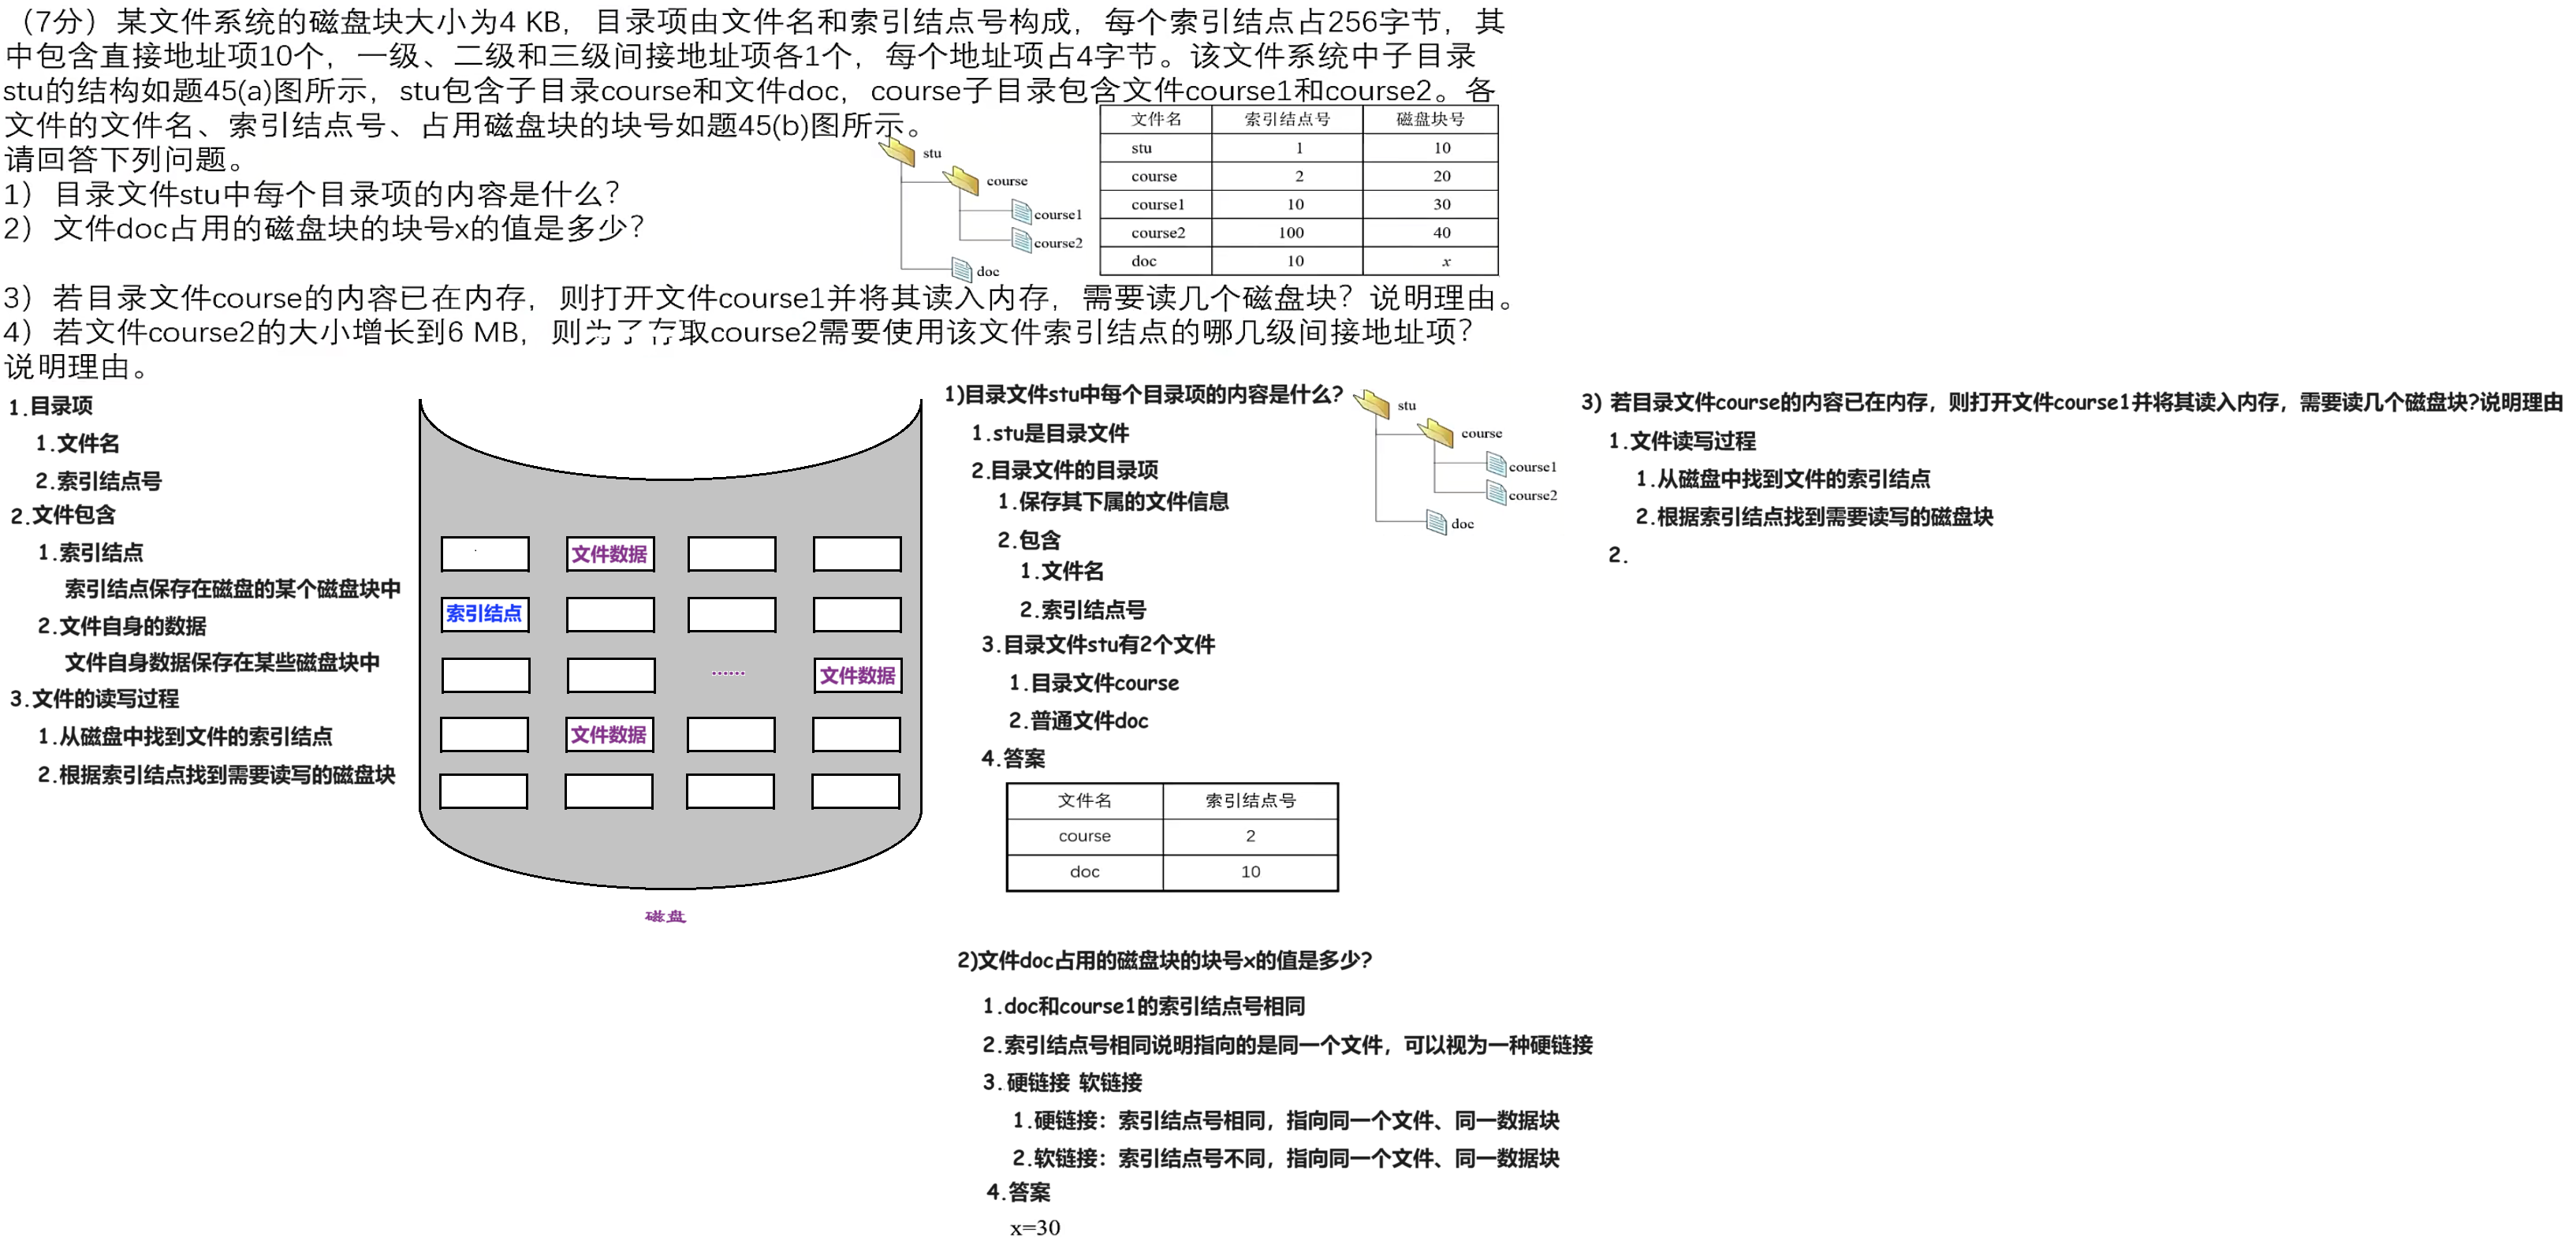 （7分）某文件系统的磁盘块大小为4 KB，目录项由文件名和索引结点号构成，每个索引结点占256字节，其
中包含直接地址项10个，一级、二级和三级间接地址项各1个，每个地址项占4字节。该文件系统中子目录
stu的结构如题45(a)图所示，stu包含子目录course和文件doc，course子目录包含文件course1和course2。各
文件的文件名、索引结点号、占用磁盘块的块号如题45(b)图所示。
请回答下列问题。
1）目录文件stu中每个目录项的内容是什么？
2）文件doc占用的磁盘块的块号x的值是多少？
stu
course
course1
course2
doc
文件名 索引结点号 磁盘块号
stu 1 10
course 2 20
course1 10 30
course2 100 40
doc 10 x
3）若目录文件course的内容已在内存，则打开文件course1并将其读入内存，需要读几个磁盘块？说明理由。
4）若文件course2的大小增长到6 MB，则为了存取course2需要使用该文件索引结点的哪几级间接地址项？
说明理由。
1.目录项
1.文件名
2.索引结点号
2.文件包含
1.索引结点
索引结点保存在磁盘的某个磁盘块中
2.文件自身的数据
文件自身数据保存在某些磁盘块中
3.文件的读写过程
1.从磁盘中找到文件的索引结点
2.根据索引结点找到需要读写的磁盘块
文件数据
索引结点
......
文件数据
文件数据
磁盘
1)目录文件stu中每个目录项的内容是什么?
1.stu是目录文件
2.目录文件的目录项
1.保存其下属的文件信息
2.包含
1.文件名
2.索引结点号
3.目录文件stu有2个文件
1.目录文件course
2.普通文件doc
4.答案
文件名 索引结点号
course 2
doc 10
stu
course
course1
course2
doc
2)文件doc占用的磁盘块的块号x的值是多少?
1.doc和course1的索引结点号相同
2.索引结点号相同说明指向的是同一个文件，可以视为一种硬链接
3.硬链接 软链接
1.硬链接：索引结点号相同，指向同一个文件、同一数据块
2.软链接：索引结点号不同，指向同一个文件、同一数据块
4.答案
x=30
3) 若目录文件course的内容已在内存，则打开文件course1并将其读入内存，需要读几个磁盘块?说明理由
1.文件读写过程
1.从磁盘中找到文件的索引结点
2.根据索引结点找到需要读写的磁盘块
2.